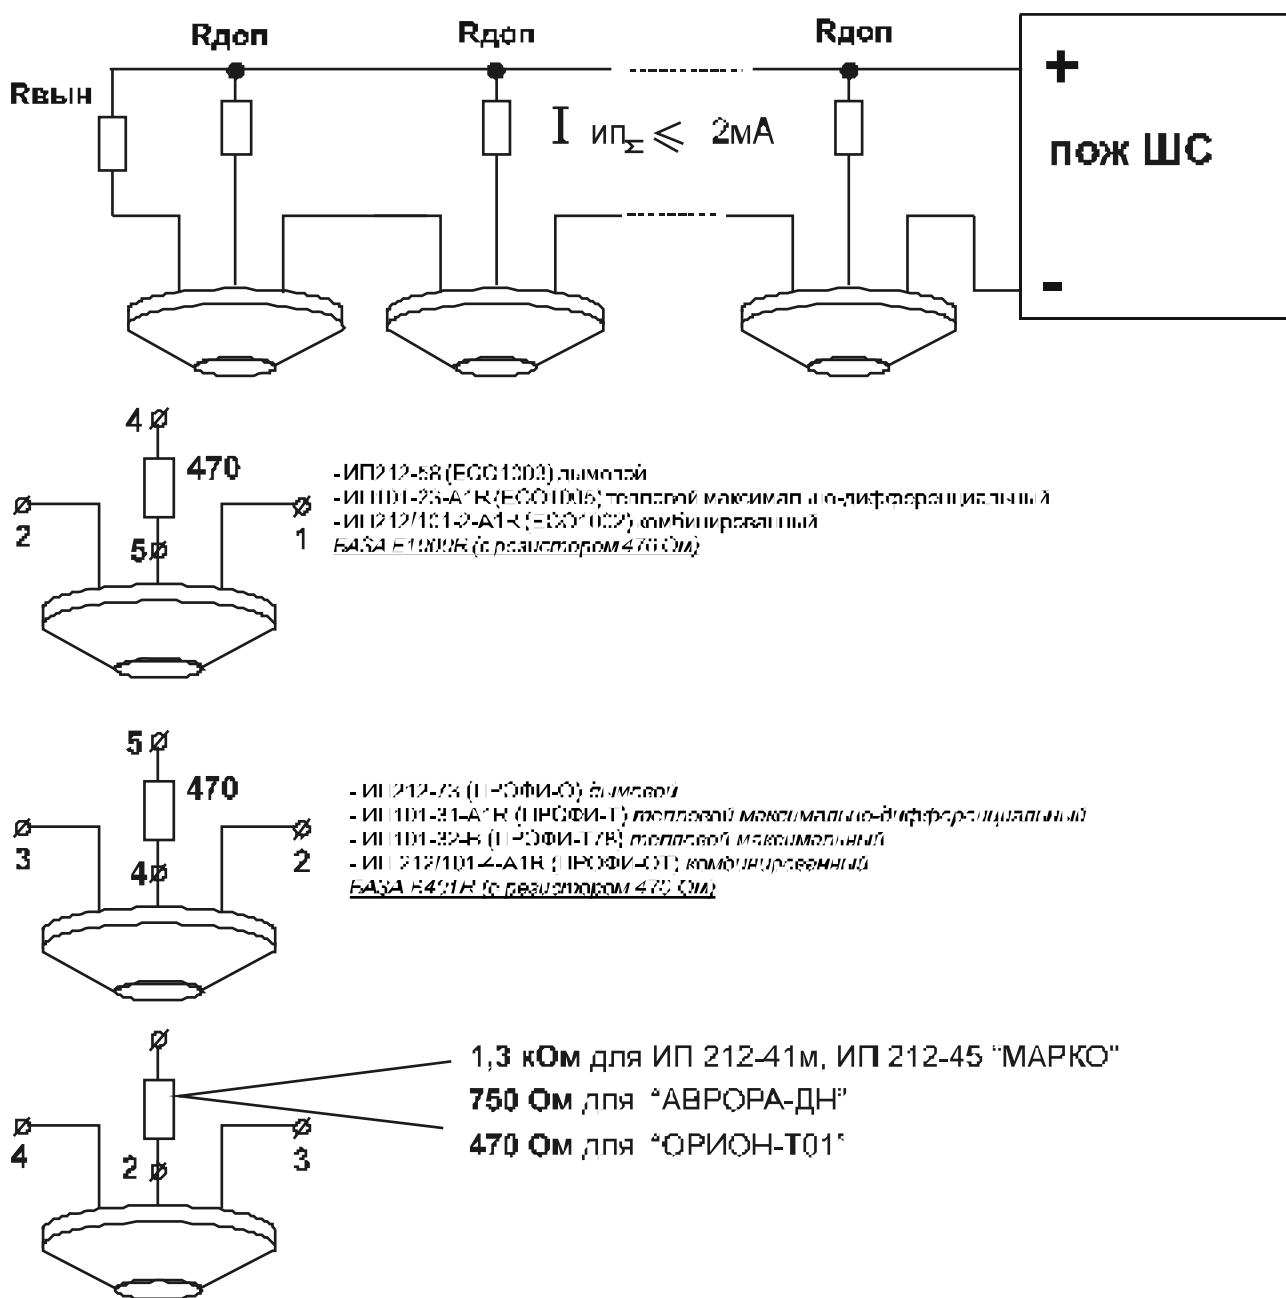 Rдоп Rдоп Rдоп
Rвын
I ип Σ ⩽ 2мА
+
пож ШС
-
4
470
2
5
1
- ИП212-58 (ECO1003) дымовой
- ИП101-23-A1R (ECO1005) тепловой максимально-дифференциальный
- ИП212/101-2-A1R (ECO1002) комбинированный
БАЗА E1000R (с резистором 470 Ом)
5
470
3
4
2
- ИП212-73 (ПРОФИ-О) дымовой
- ИП101-31-A1R (ПРОФИ-Т) тепловой максимально-дифференциальный
- ИП101-32-B (ПРОФИ-Т78) тепловой максимальный
- ИП 212/101-4-A1R (ПРОФИ-ОТ) комбинированный
(с резистором 470 Ом)
1,3 кОм для ИП 212-41м, ИП 212-45 "МАРКО"
750 Ом для "АВРОРА-ДН"
470 Ом для "ОРИОН-Т01"
4
2
3